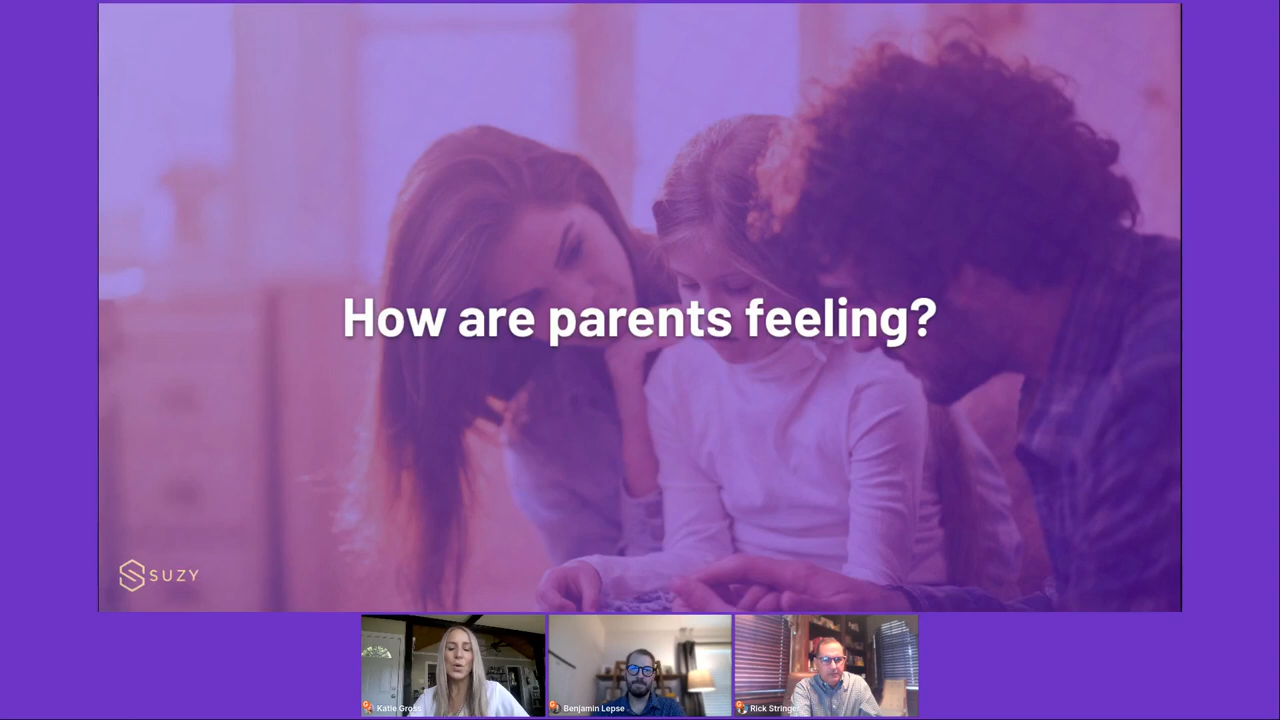 How are parents feeling?
SUZY
Katie Gross
Benjamin Lepse
Rick Stringer